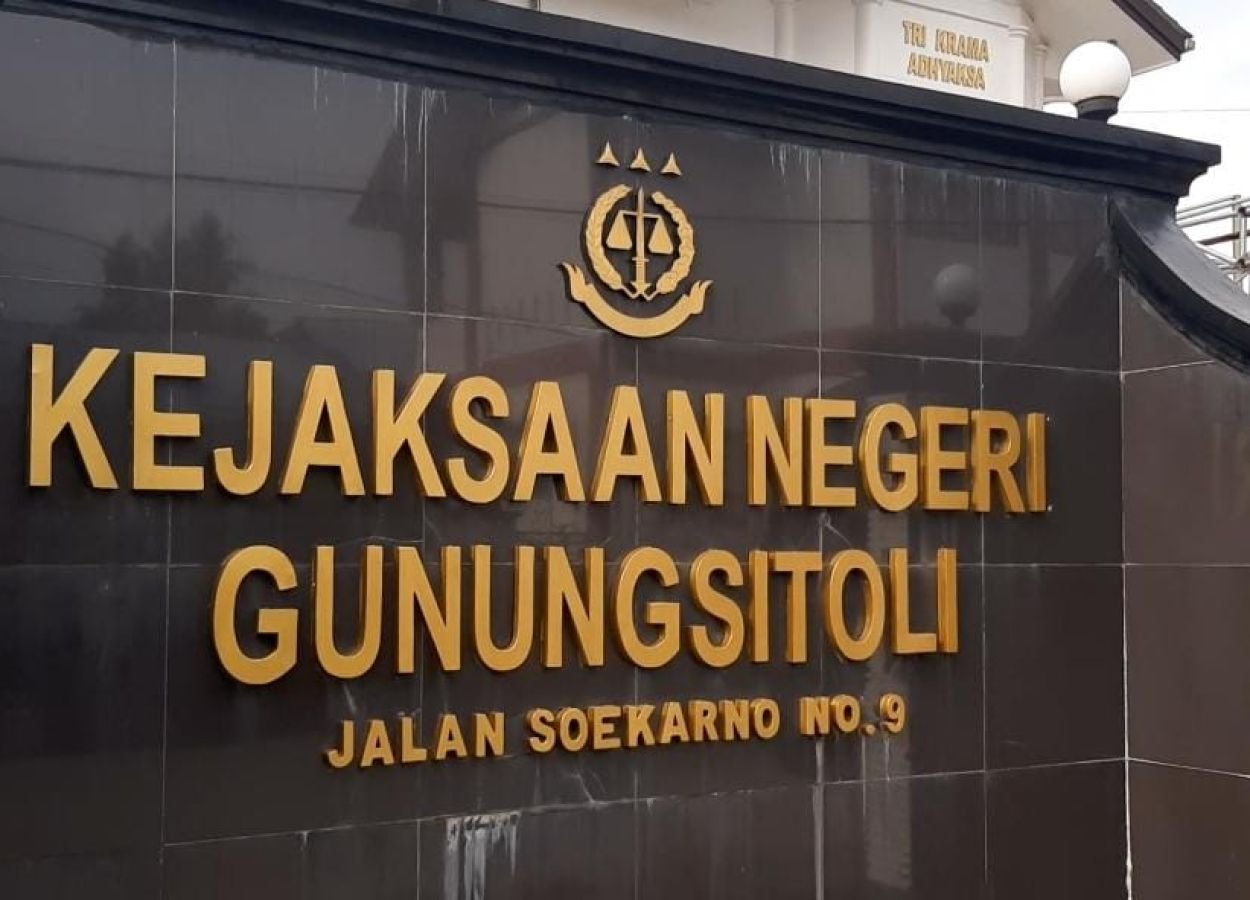 TRI KRAMA
ADHYAKSA
KEJAKSAAN NEGERI
GUNUNGSITOLI
JALAN SOEKARNO NO. 9